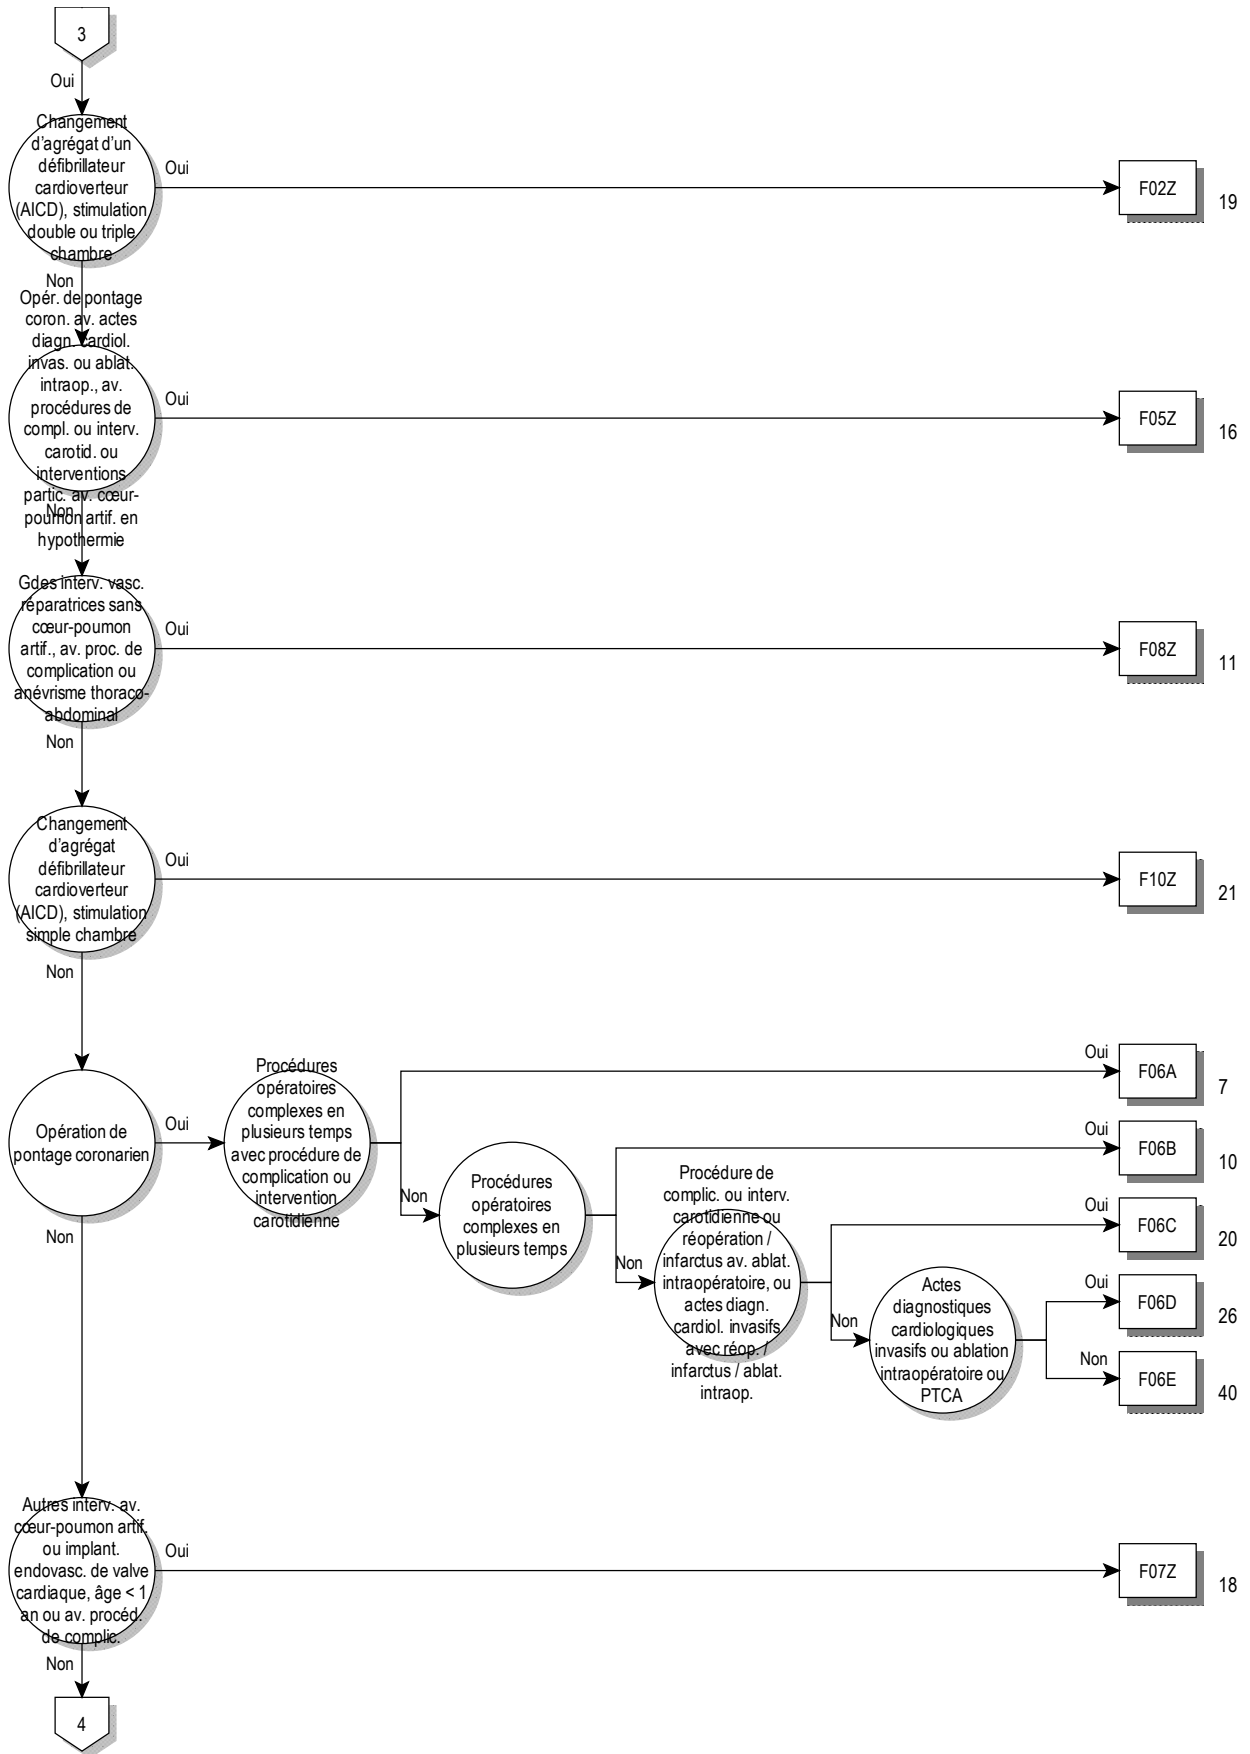 3
Oui
Changement
d'agrégat d'un
défibrillateur
cardioverteur
(AICD), stimulation
double ou triple
chambre
Oui
F02Z
19
Non
Opér. de pontage
coron. av. actes
diagn. cardiol.
invas. ou ablat.
intraop., av.
procédures de
compl. ou interv.
carotid. ou
interventions
partic. av. cœur-
poumon artif. en
hypothermie
Oui
F05Z
16
Non
Gdes interv. vasc.
réparatrices sans
cœur-poumon
artif., av. proc. de
complication ou
anévrisme thoraco-
abdominal
Oui
F08Z
11
Non
Changement
d'agrégat
défibrillateur
cardioverteur
(AICD), stimulation
simple chambre
Oui
F10Z
21
Non
Opération de
pontage coronarien
Oui
Procédures
opératoires
complexes en
plusieurs temps
avec procédure de
complication ou
intervention
carotidienne
Oui
F06A
7
Non
Procédures
opératoires
complexes en
plusieurs temps
Oui
F06B
10
Non
Procédure de
complic. ou interv.
carotidienne ou
réopération /
infarctus av. ablat.
intraopératoire, ou
actes diagn.
cardiol. invasifs
avec réop. /
infarctus / ablat.
intraop.
Oui
F06C
20
Non
Actes
diagnostiques
cardiologiques
invasifs ou ablation
intraopératoire ou
PTCA
Oui
F06D
26
Non
F06E
40
Non
Autres interv. av.
cœur-poumon artif.
ou implant.
endovasc. de valve
cardiaque, âge < 1
an ou av. procéd.
de complic.
Oui
F07Z
18
Non
4